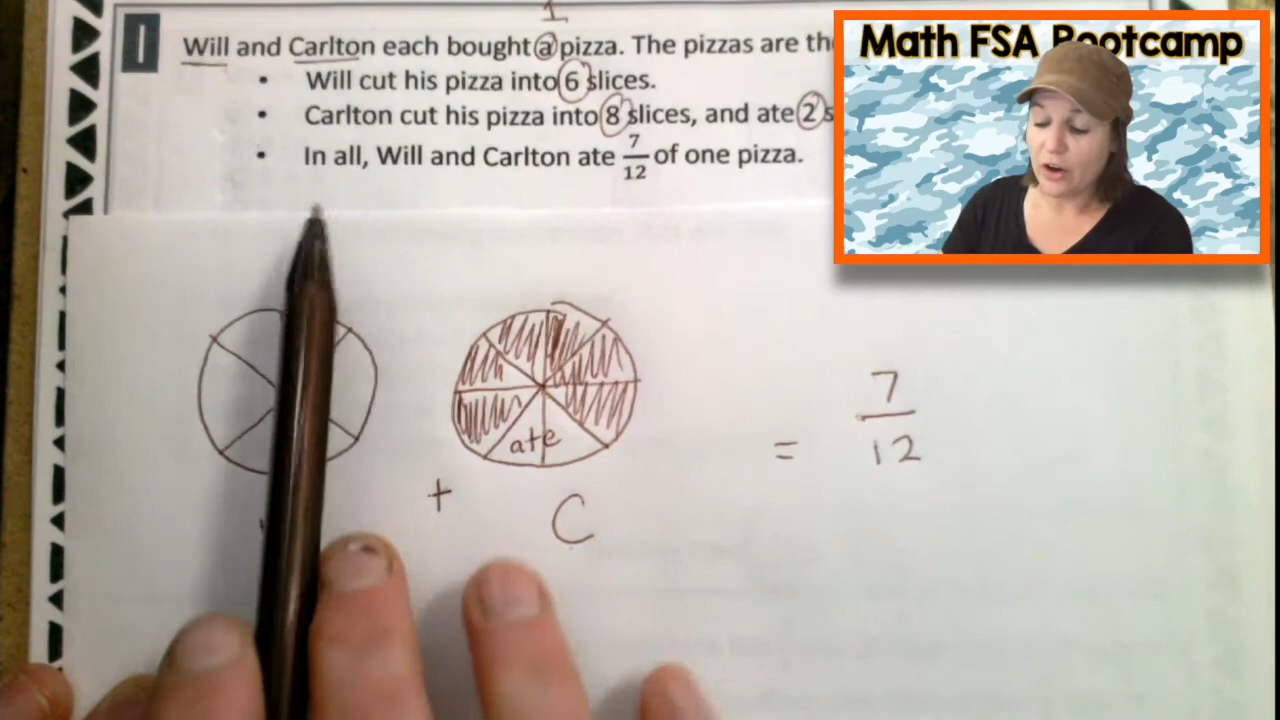 1
1
Will and Carlton each bought a pizza. The pizzas are the
• Will cut his pizza into 6 slices.
• Carlton cut his pizza into 8 slices, and ate 2 s
• In all, Will and Carlton ate 7/12 of one pizza.
Math FSA Bootcamp
ate
+ C = 7/12